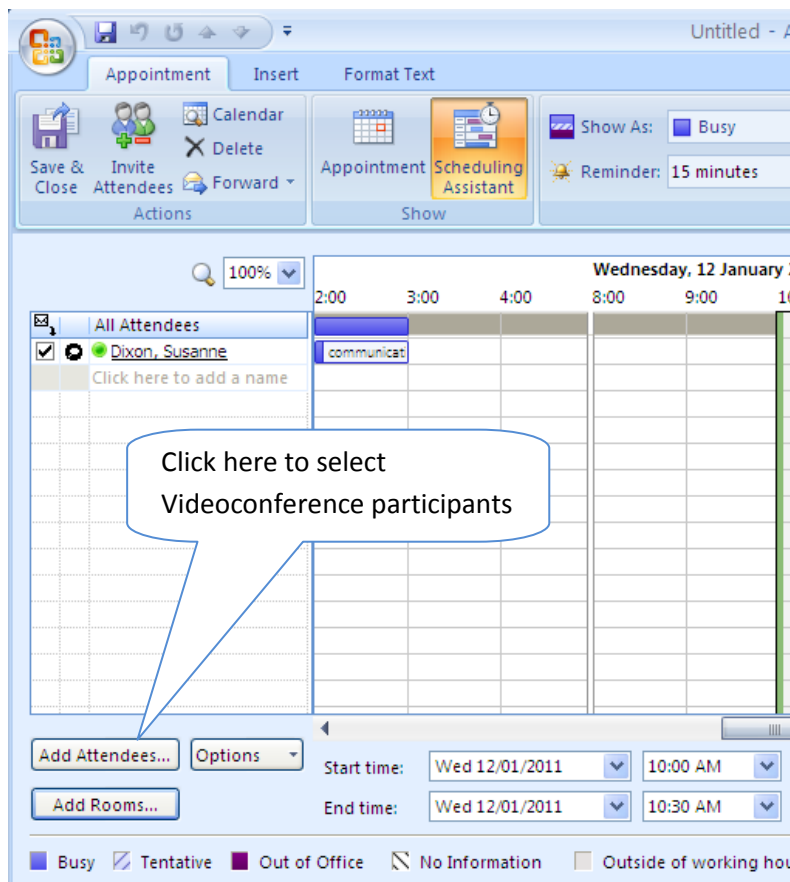 Untitled - A
Appointment Insert Format Text
Save & Close
Invite Attendees
Calendar
Delete
Forward
Actions
Appointment
Scheduling Assistant
Show
Show As: Busy
Reminder: 15 minutes
100%
Wednesday, 12 January
2:00 3:00 4:00 8:00 9:00
All Attendees
Dixon, Susanne
communicat
Click here to add a name
Click here to select
Videoconference participants
Add Attendees... Options
Add Rooms...
Start time: Wed 12/01/2011 10:00 AM
End time: Wed 12/01/2011 10:30 AM
Busy Tentative Out of Office No Information Outside of working hou